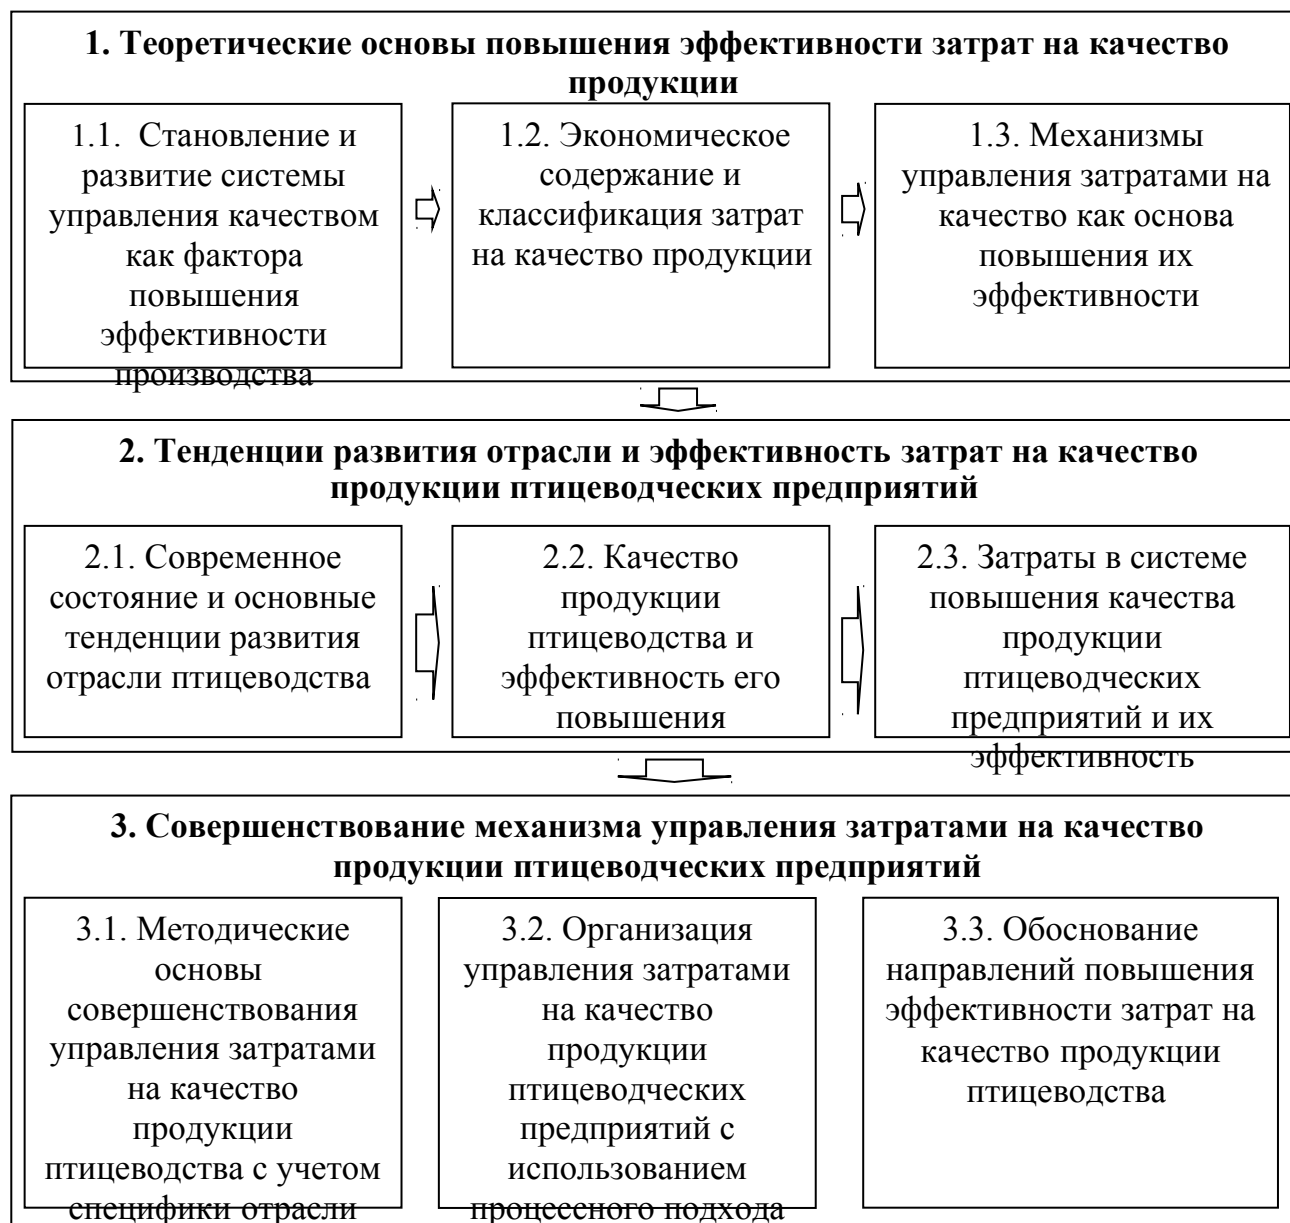 1. Теоретические основы повышения эффективности затрат на качество
продукции
1.1. Становление и
развитие системы
управления качеством
как фактора
повышения
эффективности
производства
1.2. Экономическое
содержание и
классификация затрат
на качество продукции
1.3. Механизмы
управления затратами на
качество как основа
повышения их
эффективности
2. Тенденции развития отрасли и эффективность затрат на качество
продукции птицеводческих предприятий
2.1. Современное
состояние и основные
тенденции развития
отрасли птицеводства
2.2. Качество
продукции
птицеводства и
эффективность его
повышения
2.3. Затраты в системе
повышения качества
продукции
птицеводческих
предприятий и их
эффективность
3. Совершенствование механизма управления затратами на качество
продукции птицеводческих предприятий
3.1. Методические
основы
совершенствования
управления затратами
на качество
продукции
птицеводства с учетом
специфики отрасли
3.2. Организация
управления затратами
на качество
продукции
птицеводческих
предприятий с
использованием
процессного подхода
3.3. Обоснование
направлений повышения
эффективности затрат на
качество продукции
птицеводства